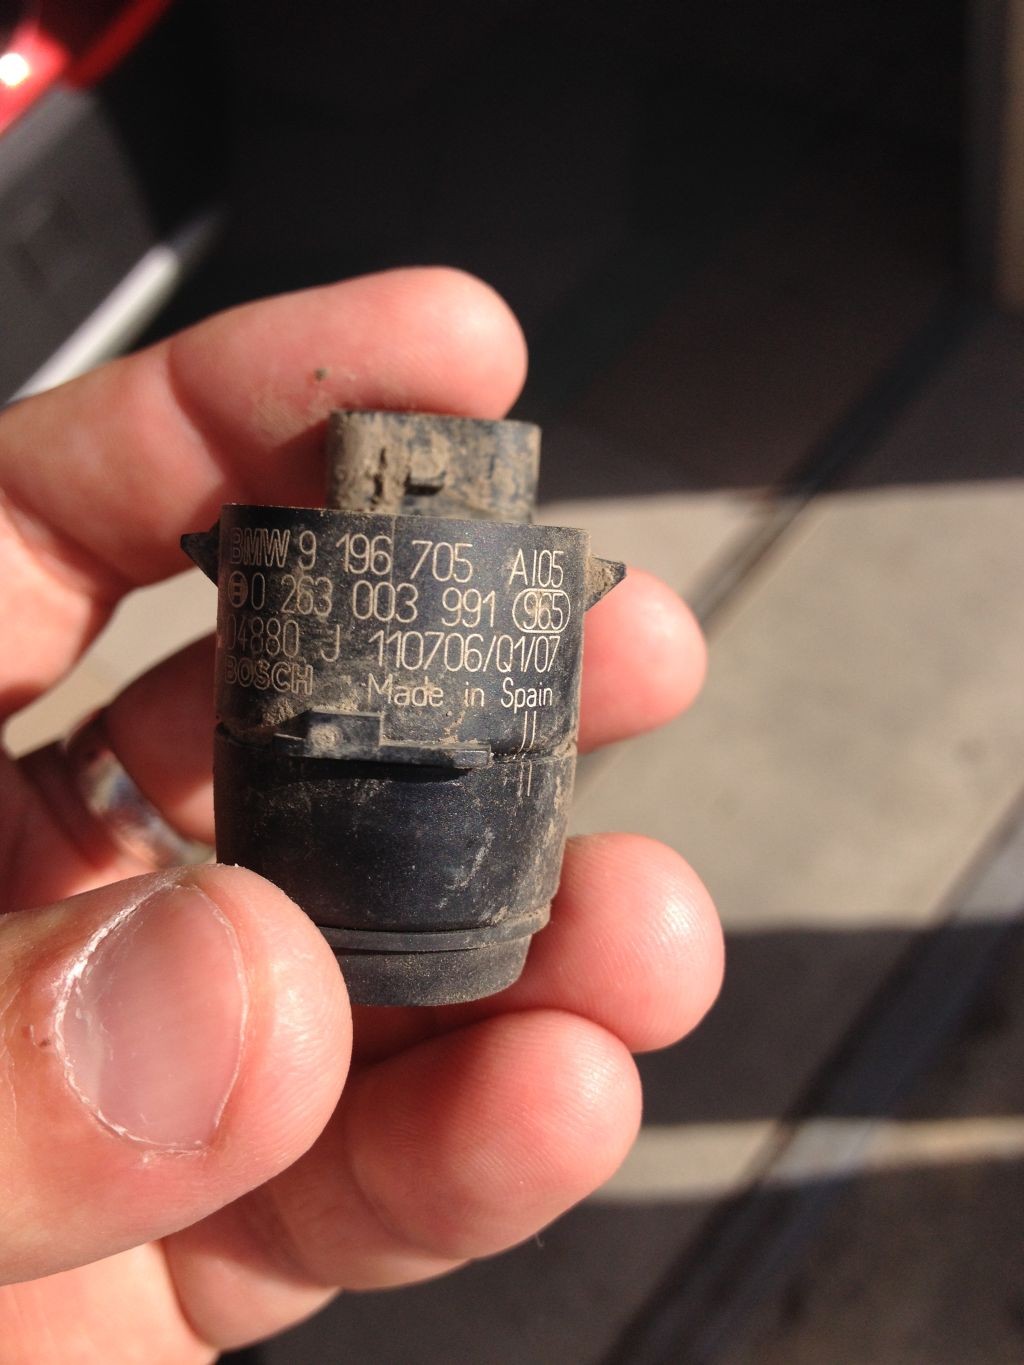 BMW 9 196 705 AI05
0 263 003 991 965
04880 J 110706/Q1/07
BOSCH Made in Spain